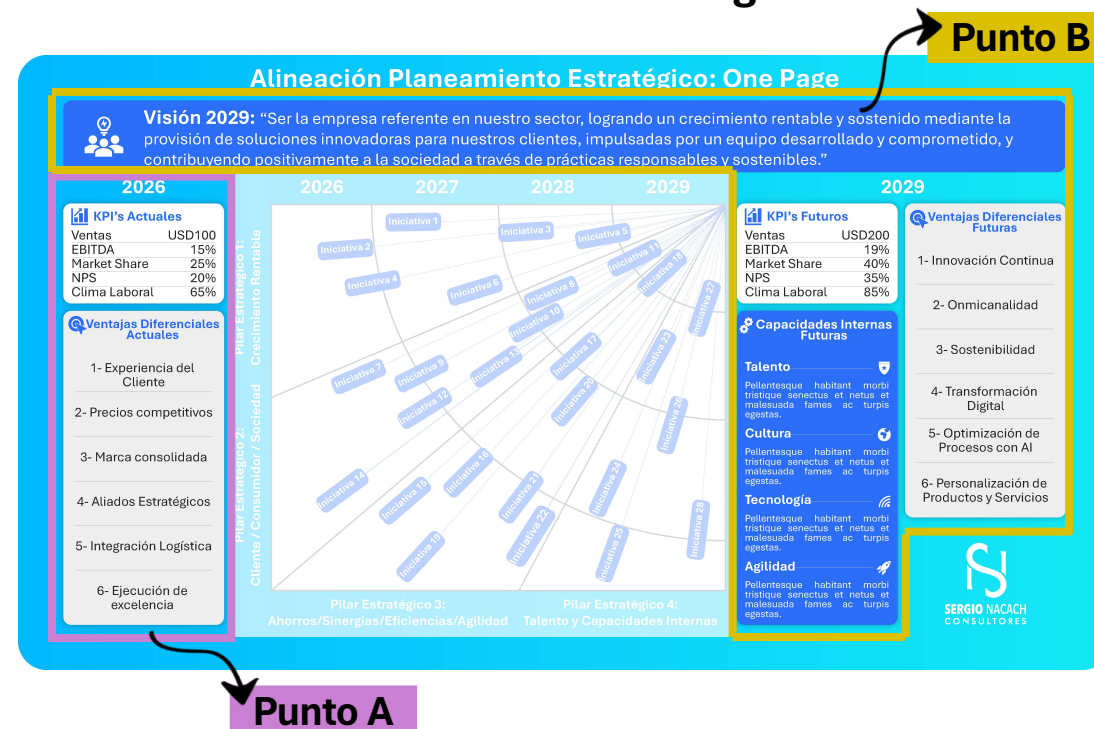 g
Punto B
Alineación Planeamiento Estratégico: One Page
Visión 2029: “Ser la empresa referente en nuestro sector, logrando un crecimiento rentable y sostenido mediante la
provisión de soluciones innovadoras para nuestros clientes, impulsadas por un equipo desarrollado y comprometido, y
contribuyendo positivamente a la sociedad a través de prácticas responsables y sostenibles.”
2026
KPI’s Actuales
Ventas USD100
EBITDA 15%
Market Share 25%
NPS 20%
Clima Laboral 65%
Ventajas Diferenciales
Actuales
1- Experiencia del
Cliente
2- Precios competitivos
3- Marca consolidada
4- Aliados Estratégicos
5- Integración Logística
6- Ejecución de
excelencia
2026 2027 2028 2029
Pilar Estratégico 1:
Crecimiento Rentable
Pilar Estratégico 2:
Cliente / Consumidor / Sociedad
Iniciativa 1
Iniciativa 2
Iniciativa 3
Iniciativa 5
Iniciativa 11
Iniciativa 18
Iniciativa 4
Iniciativa 6
Iniciativa 8
Iniciativa 27
Iniciativa 10
Iniciativa 7
Iniciativa 9
Iniciativa 13
Iniciativa 17
Iniciativa 23
Iniciativa 12
Iniciativa 20
Iniciativa 14
Iniciativa 15
Iniciativa 16
Iniciativa 21
Iniciativa 24
Iniciativa 19
Iniciativa 22
Iniciativa 25
Pilar Estratégico 3:
Ahorros/Sinergias/Eficiencias/Agilidad
Pilar Estratégico 4:
Talento y Capacidades Internas
2029
KPI’s Futuros
Ventas USD200
EBITDA 19%
Market Share 40%
NPS 35%
Clima Laboral 85%
Capacidades Internas
Futuras
Talento
Pellentesque habitant morbi
tristique senectus et netus et
malesuada fames ac turpis
egestas.
Cultura
Pellentesque habitant morbi
tristique senectus et netus et
malesuada fames ac turpis
egestas.
Tecnología
Pellentesque habitant morbi
tristique senectus et netus et
malesuada fames ac turpis
egestas.
Agilidad
Pellentesque habitant morbi
tristique senectus et netus et
malesuada fames ac turpis
egestas.
Ventajas Diferenciales
Futuras
1- Innovación Continua
2- Onmicanalidad
3- Sostenibilidad
4- Transformación
Digital
5- Optimización de
Procesos con AI
6- Personalización de
Productos y Servicios
SERGIO NACACH
CONSULTORES
Punto A